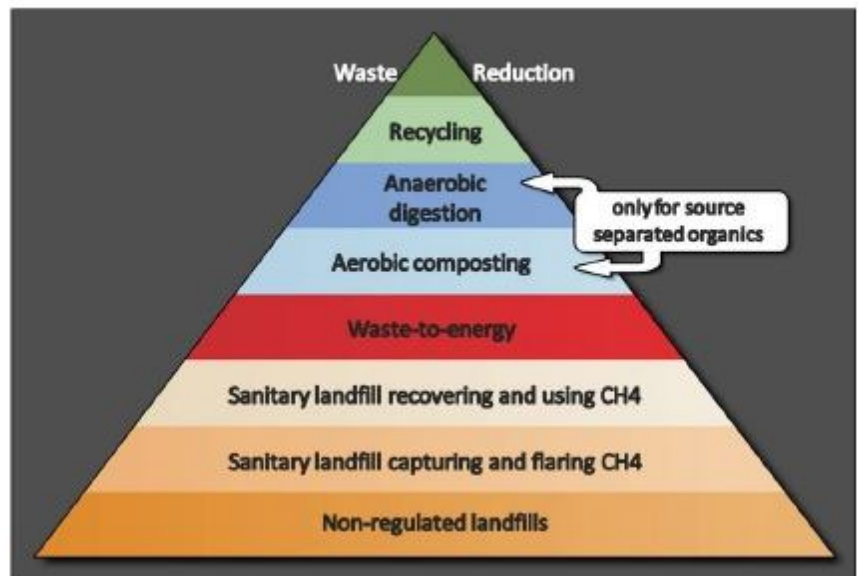 Waste Reduction
Recycling
Anaerobic
digestion
only for source
separated organics
Aerobic composting
Waste-to-energy
Sanitary landfill recovering and using CH4
Sanitary landfill capturing and flaring CH4
Non-regulated landfills